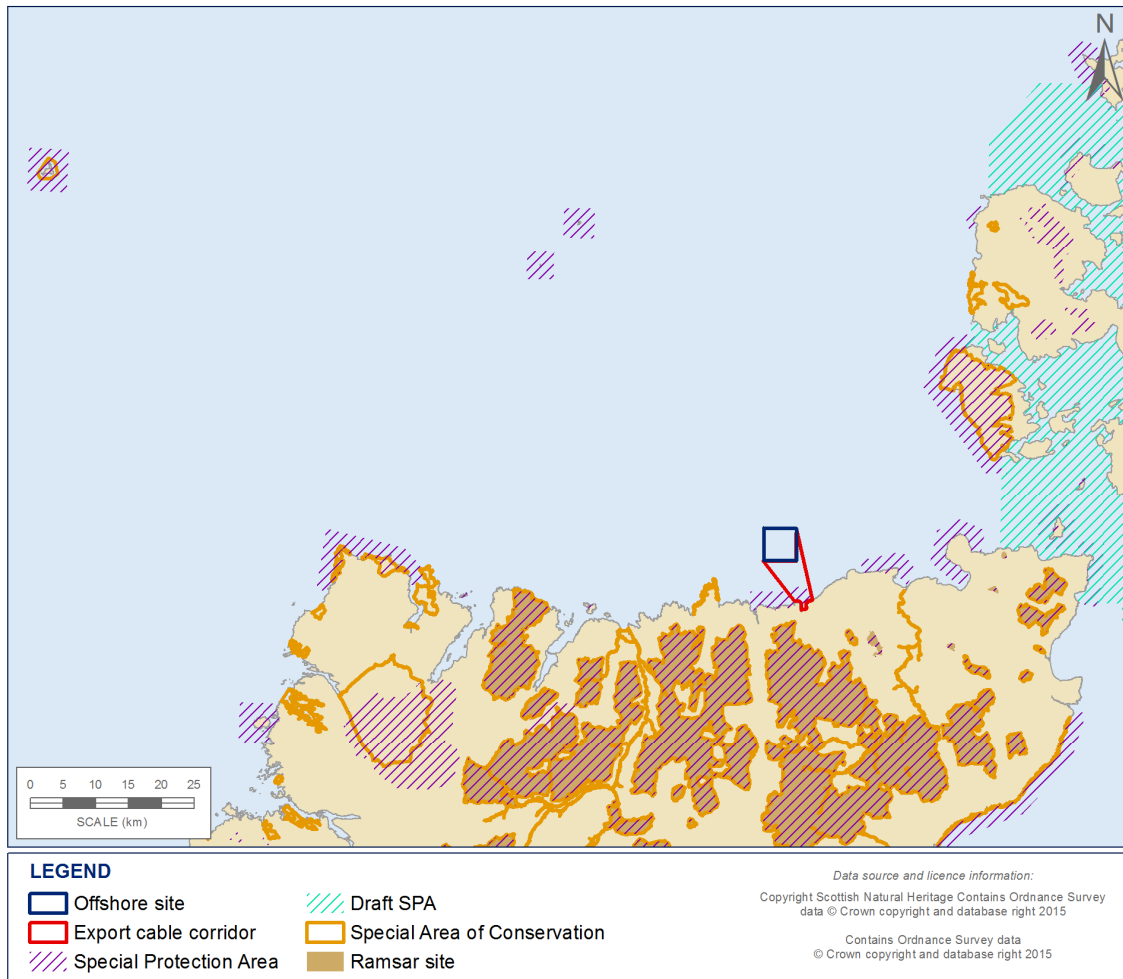 N
0 5 10 15 20 25
SCALE (km)
LEGEND
Offshore site
Export cable corridor
Special Protection Area
Draft SPA
Special Area of Conservation
Ramsar site
Data source and licence information:
Copyright Scottish Natural Heritage Contains Ordnance Survey
data © Crown copyright and database right 2015
Contains Ordnance Survey data
© Crown copyright and database right 2015